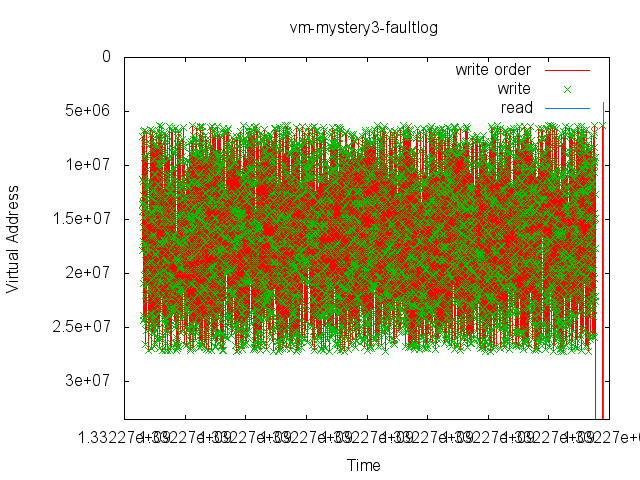 vm-mystery3-faultlog
write order
write
read
0
5e+06
1e+07
1.5e+07
2e+07
2.5e+07
3e+07
Virtual Address
1.33227e+09
Time